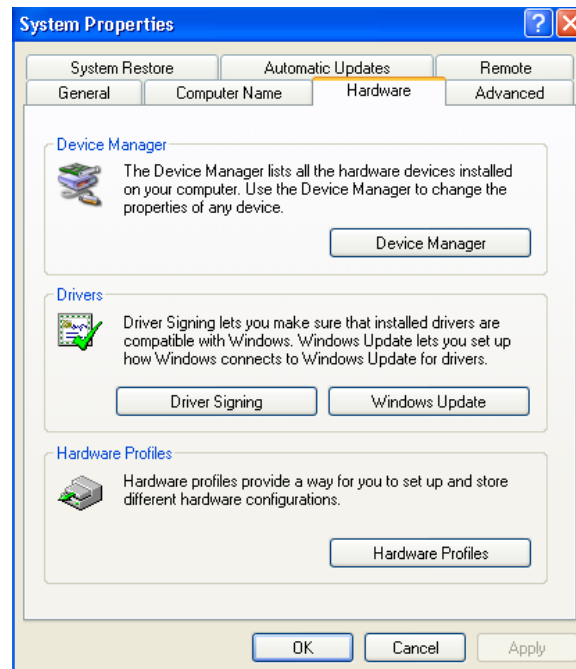 System Properties
System Restore Automatic Updates Remote
General Computer Name Hardware Advanced
Device Manager
The Device Manager lists all the hardware devices installed
on your computer. Use the Device Manager to change the
properties of any device.
Device Manager
Drivers
Driver Signing lets you make sure that installed drivers are
compatible with Windows. Windows Update lets you set up
how Windows connects to Windows Update for drivers.
Driver Signing Windows Update
Hardware Profiles
Hardware profiles provide a way for you to set up and store
different hardware configurations.
Hardware Profiles
OK Cancel Apply